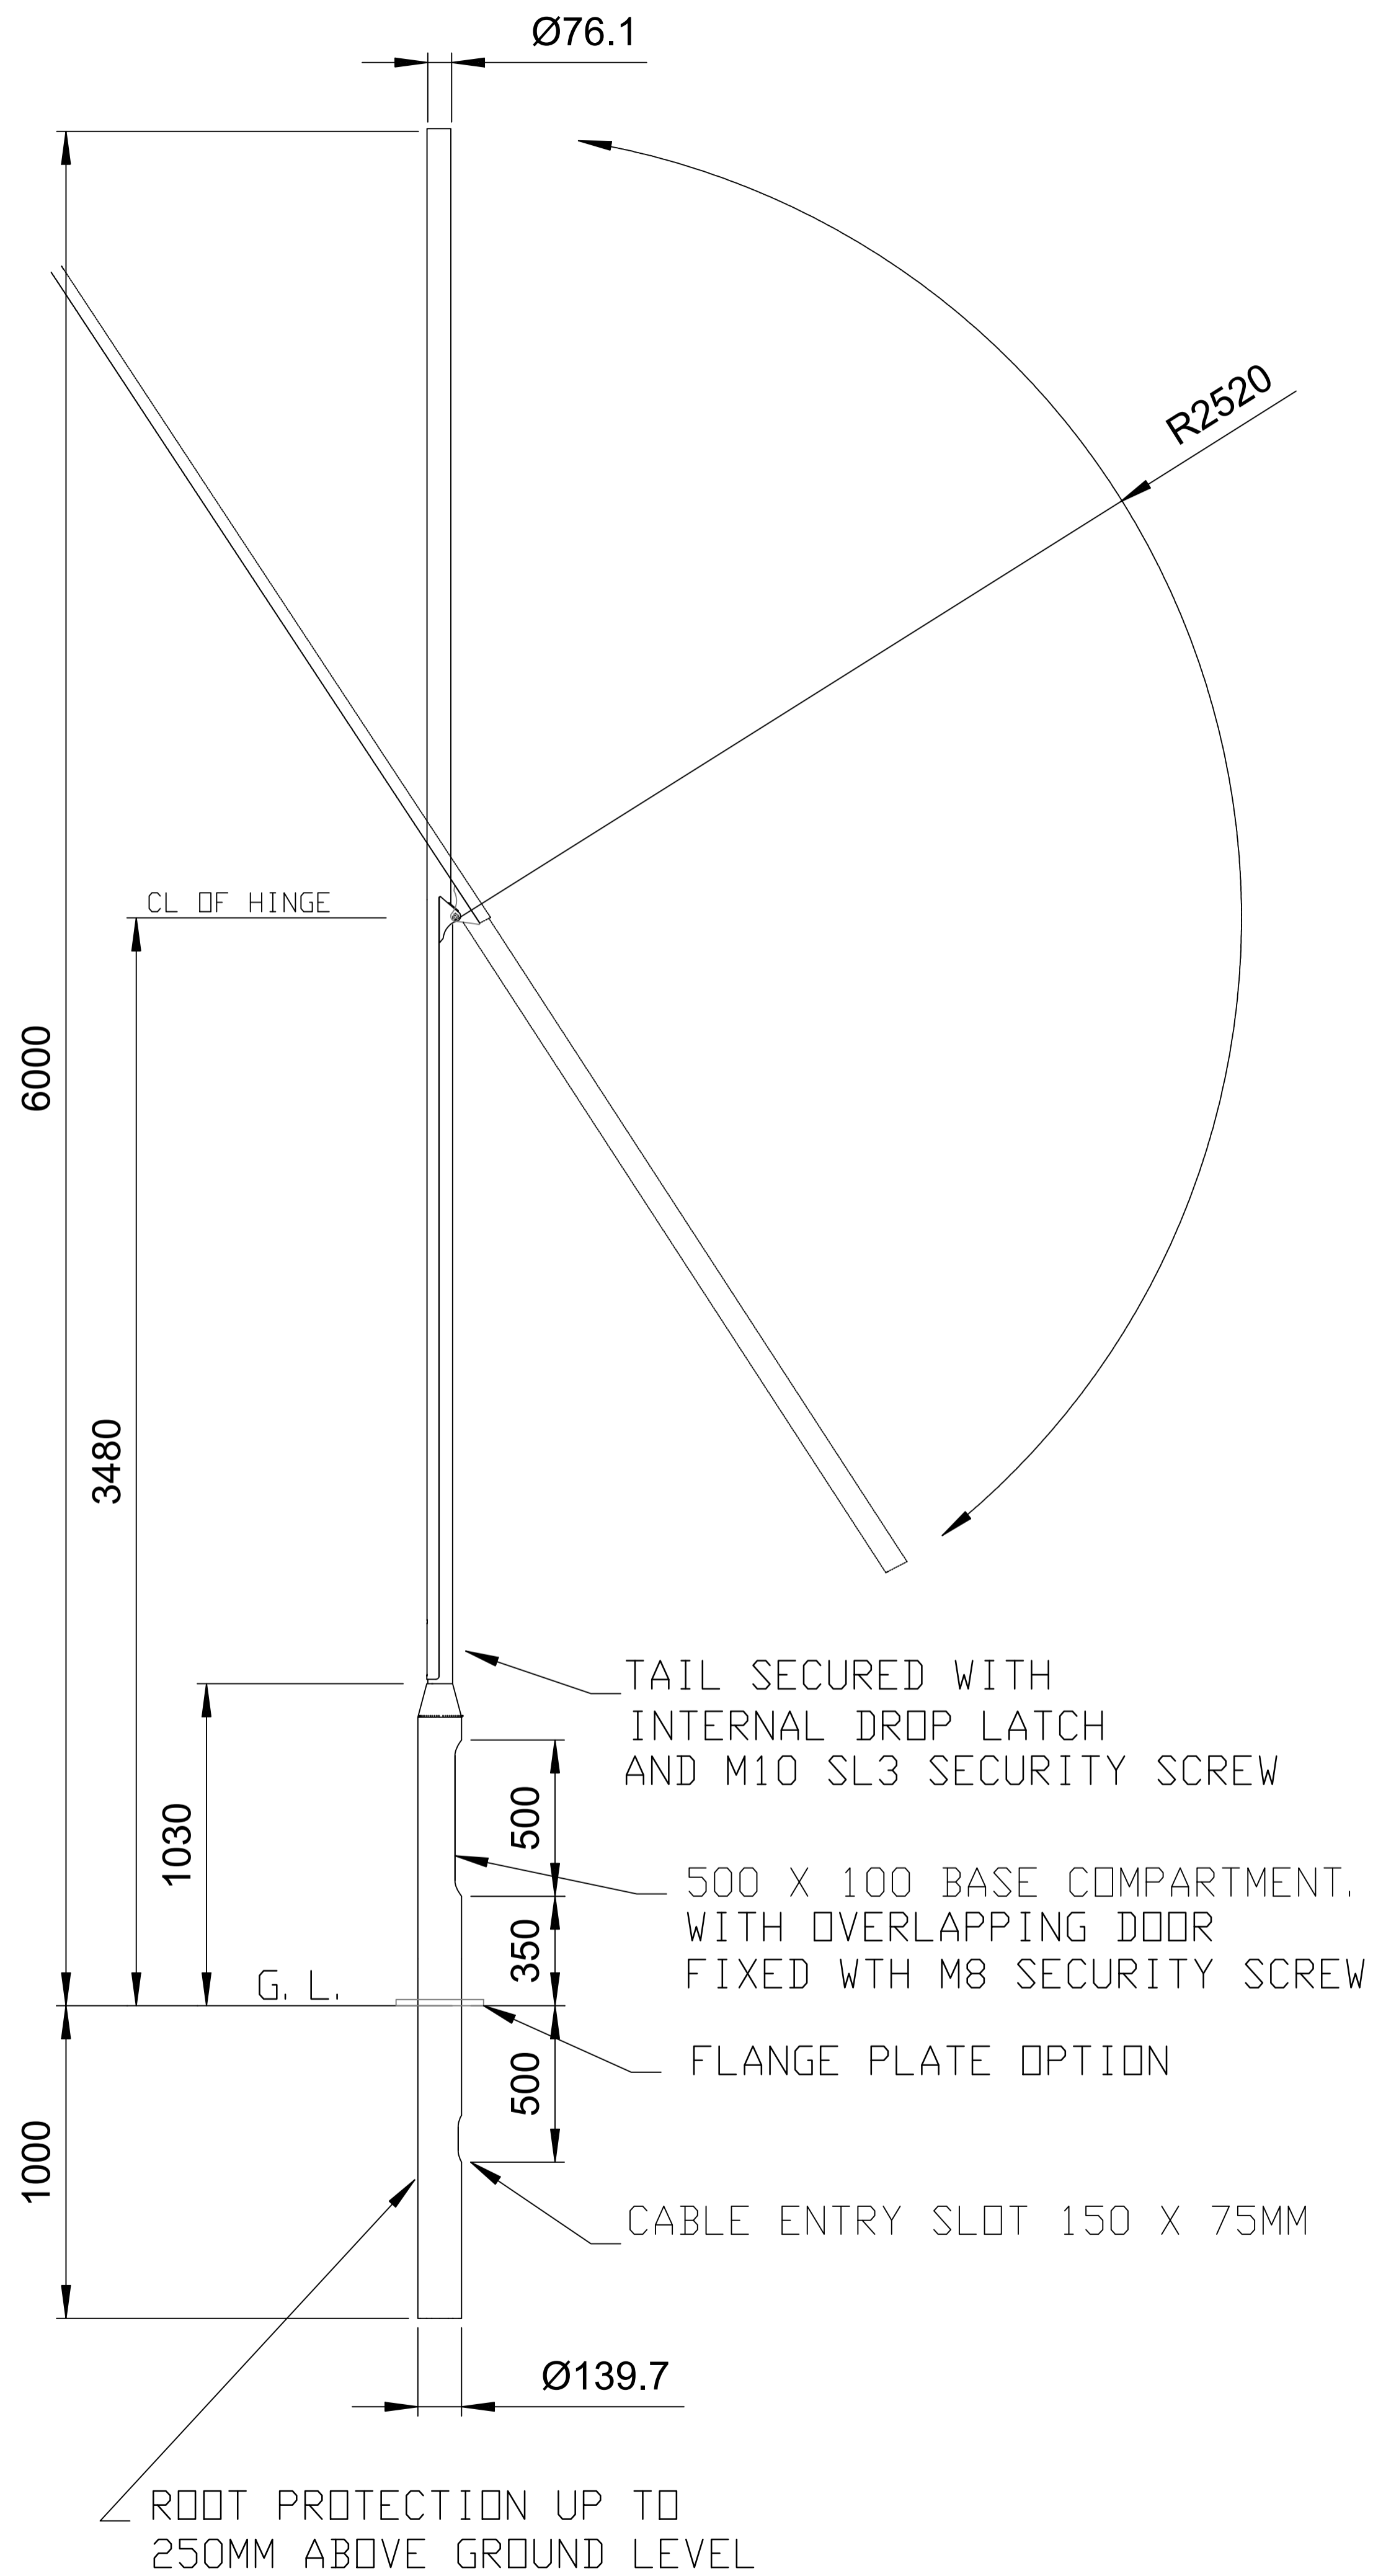 Ø76.1
R2520
CL OF HINGE
6000
3480
TAIL SECURED WITH
INTERNAL DROP LATCH
AND M10 SL3 SECURITY SCREW
1030
500
500 X 100 BASE COMPARTMENT.
WITH OVERLAPPING DOOR
FIXED WTH M8 SECURITY SCREW
350
G. L.
FLANGE PLATE OPTION
500
1000
CABLE ENTRY SLOT 150 X 75MM
Ø139.7
ROOT PROTECTION UP TO
250MM ABOVE GROUND LEVEL